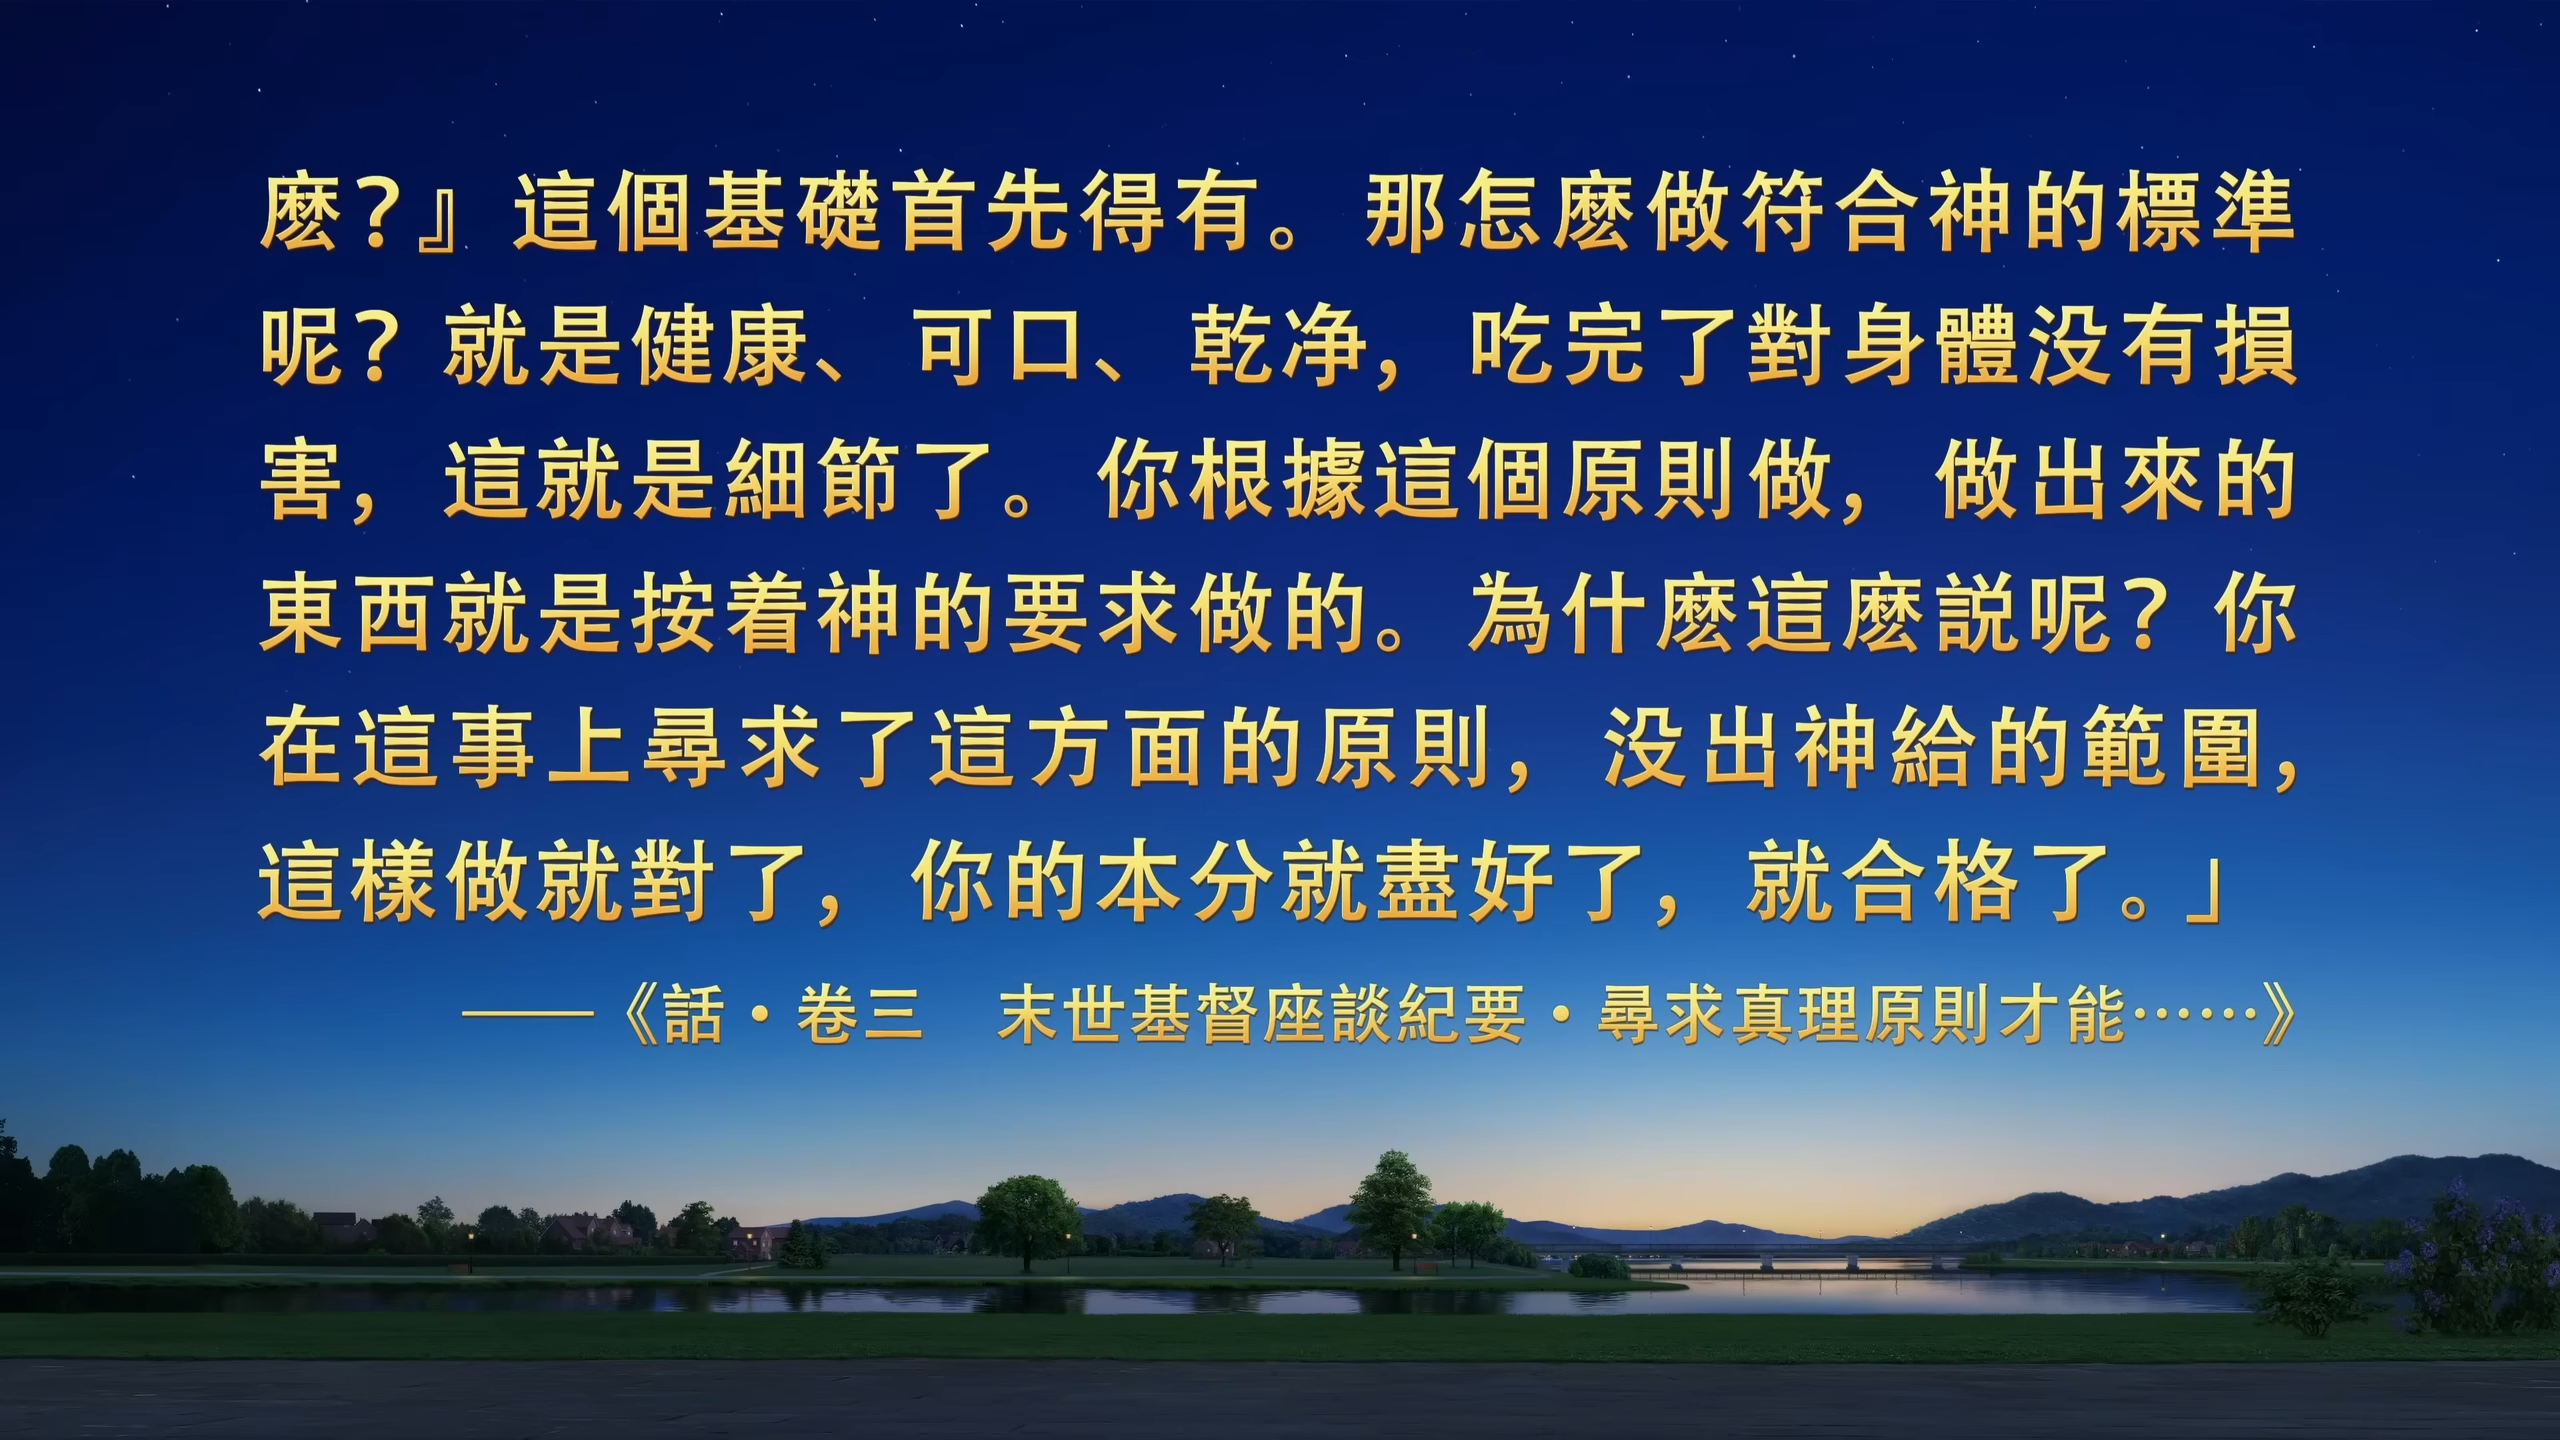 麽？』這個基礎首先得有。那怎麽做符合神的標準
呢？就是健康、可口、乾净，吃完了對身體没有損
害，這就是細節了。你根據這個原則做，做出來的
東西就是按着神的要求做的。為什麽這麽説呢？你
在這事上尋求了這方面的原則，没出神給的範圍，
這樣做就對了，你的本分就盡好了，就合格了。」
——《話・卷三　末世基督座談紀要・尋求真理原則才能……》